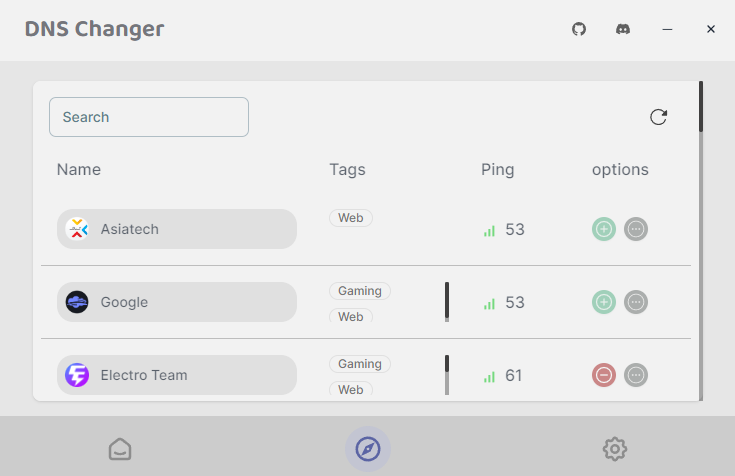 DNS Changer
Search
Name Tags Ping options
Asiatech Web 53
Google Gaming Web 53
Electro Team Gaming Web 61